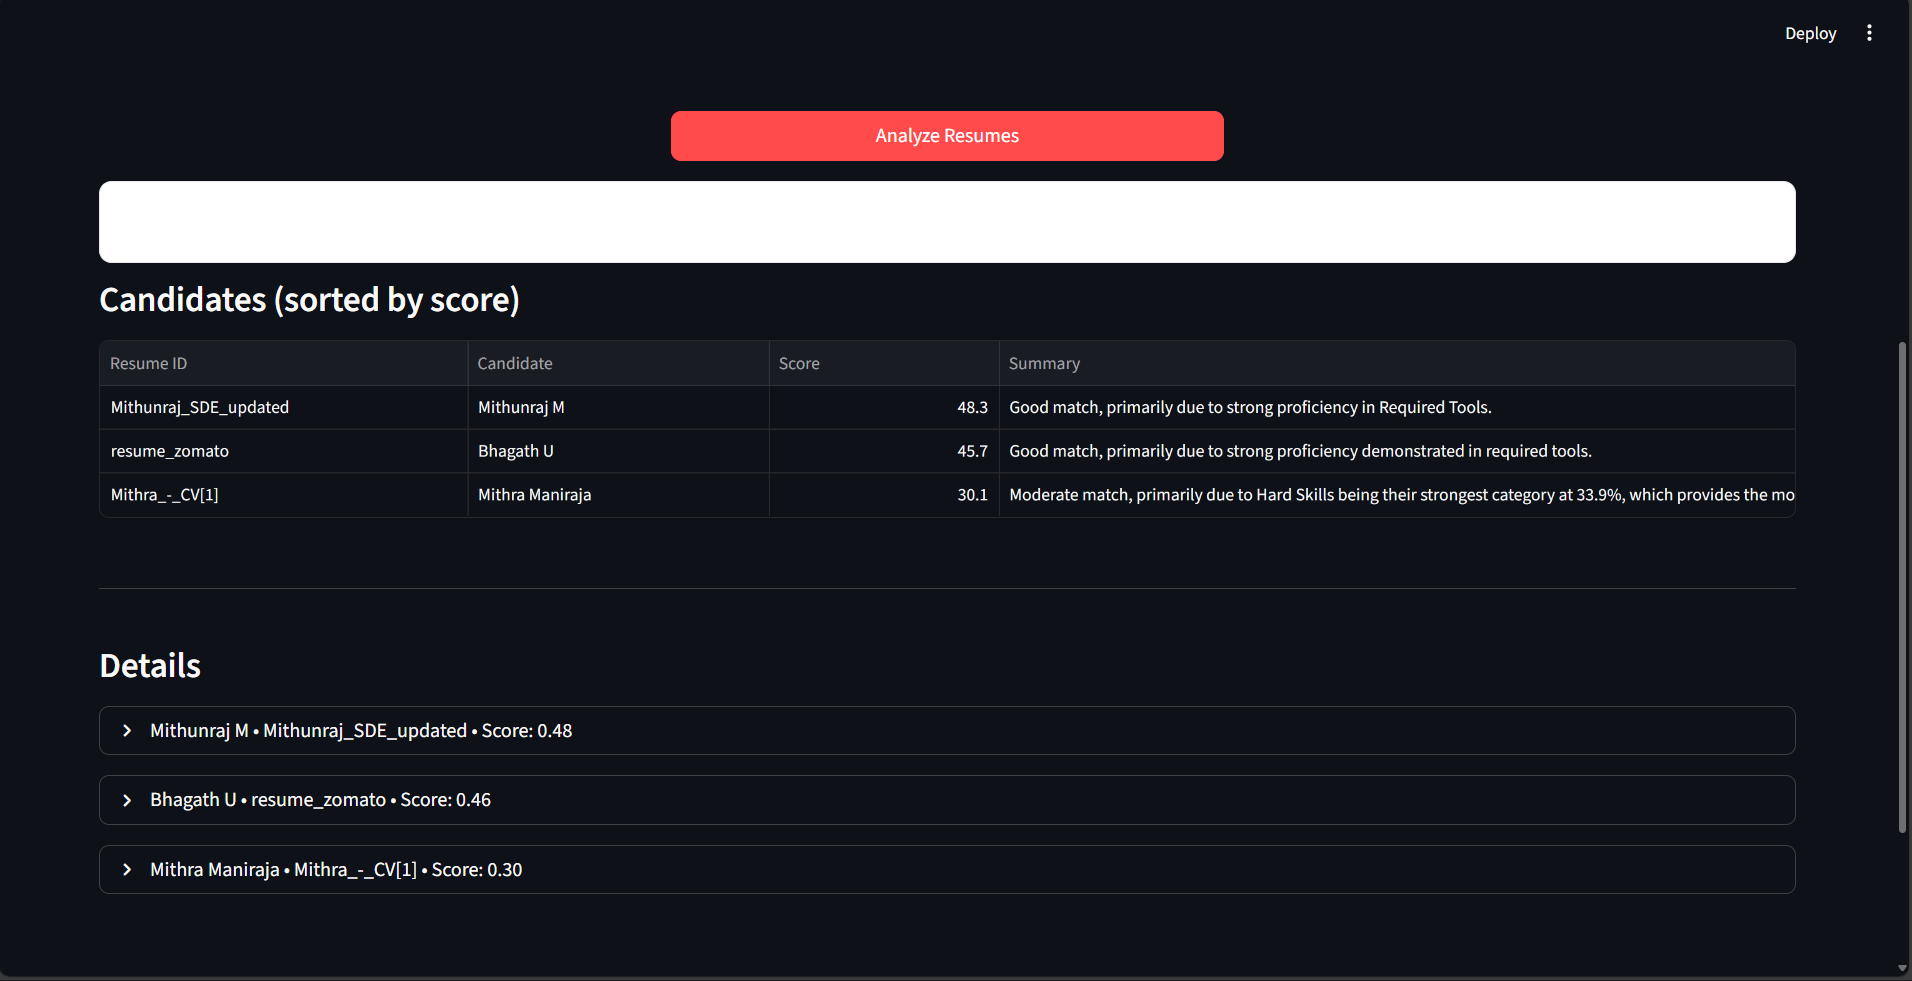 Deploy
Analyze Resumes
Candidates (sorted by score)
Resume ID Candidate Score Summary
Mithunraj_SDE_updated Mithunraj M 48.3 Good match, primarily due to strong proficiency in Required Tools.
resume_zomato Bhagath U 45.7 Good match, primarily due to strong proficiency demonstrated in required tools.
Mithra_-_CV[1] Mithra Maniraja 30.1 Moderate match, primarily due to Hard Skills being their strongest category at 33.9%, which provides the mo
Details
Mithunraj M • Mithunraj_SDE_updated • Score: 0.48
Bhagath U • resume_zomato • Score: 0.46
Mithra Maniraja • Mithra_-_CV[1] • Score: 0.30